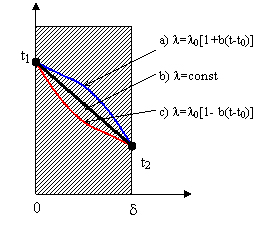 t₁
a) λ=λ₀[1+b(t-t₀)]
b) λ=const
c) λ=λ₀[1- b(t-t₀)]
t₂
0
δ